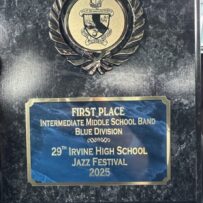 FIRST PLACE
INTERMEDIATE MIDDLE SCHOOL BAND
BLUE DIVISION
29TH IRVINE HIGH SCHOOL
JAZZ FESTIVAL
2025